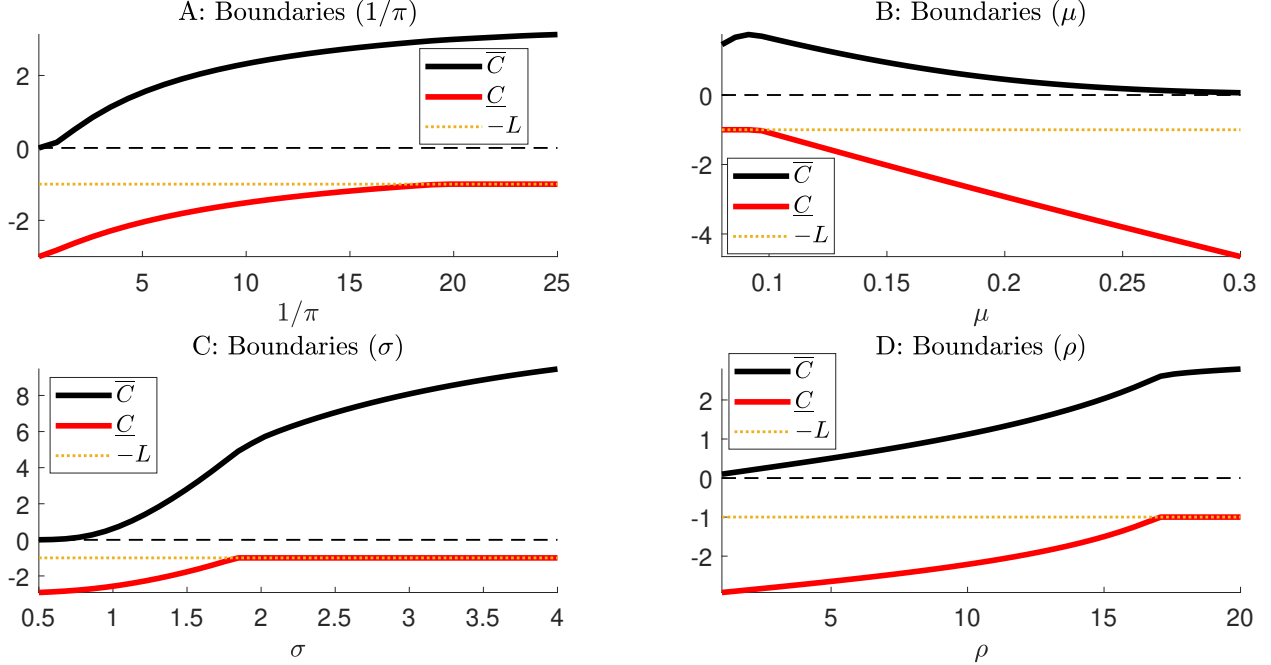 A: Boundaries (1/π)
2
0
-2
5
10
15
20
25
1/π
C̅
C̲
−L
B: Boundaries (μ)
0
-2
-4
0.1
0.15
0.2
0.25
0.3
μ
C̅
C̲
−L
C: Boundaries (σ)
8
6
4
2
0
-2
0.5
1
1.5
2
2.5
3
3.5
4
σ
C̅
C̲
−L
D: Boundaries (ρ)
2
1
0
-1
-2
5
10
15
20
ρ
C̅
C̲
−L